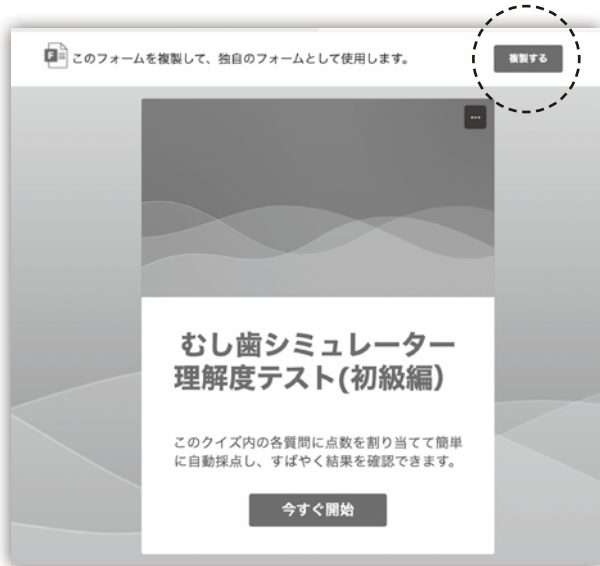 このフォームを複製して、独自のフォームとして使用します。
複製する
むし歯シミュレーター
理解度テスト(初級編）
このクイズ内の各質問に点数を割り当てて簡単
に自動採点し、すばやく結果を確認できます。
今すぐ開始